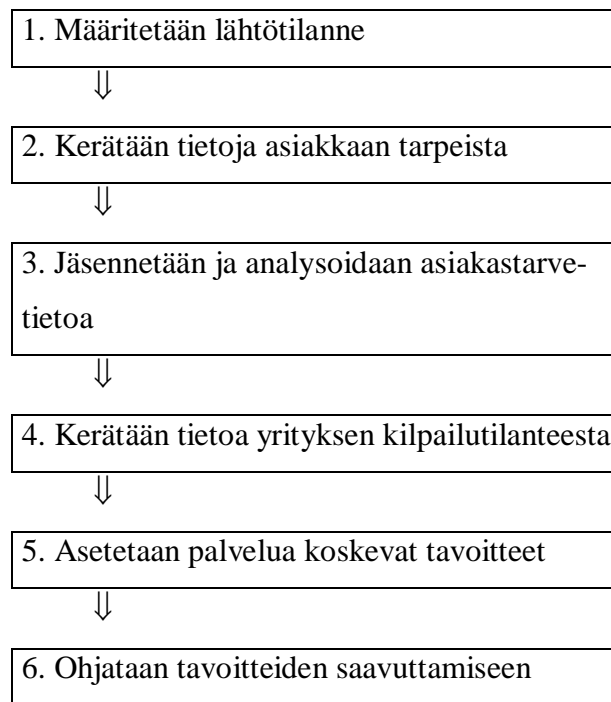 1. Määritetään lähtötilanne
⇓
2. Kerätään tietoja asiakkaan tarpeista
⇓
3. Jäsennetään ja analysoidaan asiakastarve-
tietoa
⇓
4. Kerätään tietoa yrityksen kilpailutilanteesta
⇓
5. Asetetaan palvelua koskevat tavoitteet
⇓
6. Ohjataan tavoitteiden saavuttamiseen